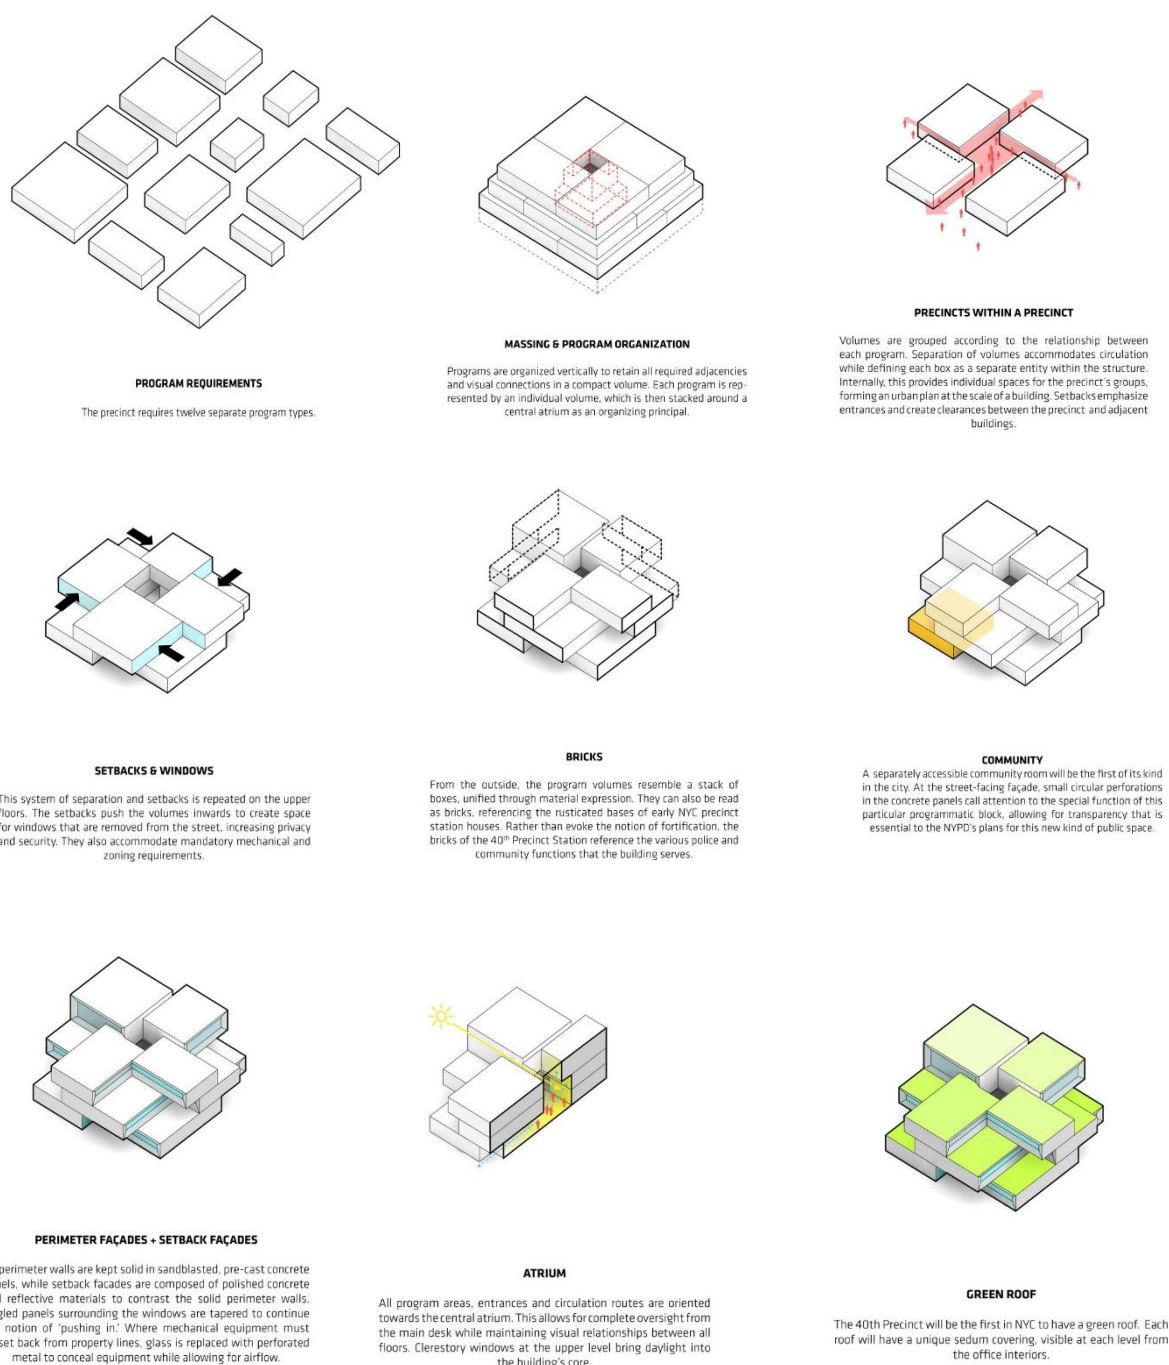 PROGRAM REQUIREMENTS
The precinct requires twelve separate program types.
MASSING & PROGRAM ORGANIZATION
Programs are organized vertically to retain all required adjacencies
and visual connections in a compact volume. Each program is rep-
resented by an individual volume, which is then stacked around a
central atrium as an organizing principal.
PRECINCTS WITHIN A PRECINCT
Volumes are grouped according to the relationship between
each program. Separation of volumes accommodates circulation
while defining each box as a separate entity within the structure.
Internally, this provides individual spaces for the precinct's groups,
forming an urban plan at the scale of a building. Setbacks emphasize
entrances and create clearances between the precinct and adjacent
buildings.
SETBACKS & WINDOWS
This system of separation and setbacks is repeated on the upper
floors. The setbacks push the volumes inwards to create space
for windows that are removed from the street, increasing privacy
and security. They also accommodate mandatory mechanical and
zoning requirements.
BRICKS
From the outside, the program volumes resemble a stack of
boxes, unified through material expression. They can also be read
as bricks, referencing the rusticated bases of early NYC precinct
station houses. Rather than evoke the notion of fortification, the
bricks of the 40th Precinct Station reference the various police and
community functions that the building serves.
COMMUNITY
A separately accessible community room will be the first of its kind
in the city. At the street-facing façade, small circular perforations
in the concrete panels call attention to the special function of this
particular programmatic block, allowing for transparency that is
essential to the NYPD's plans for this new kind of public space.
PERIMETER FAÇADES + SETBACK FAÇADES
perimeter walls are kept solid in sandblasted, pre-cast concrete
els, while setback facades are composed of polished concrete
reflective materials to contrast the solid perimeter walls.
gled panels surrounding the windows are tapered to continue
notion of 'pushing in.' Where mechanical equipment must
set back from property lines, glass is replaced with perforated
metal to conceal equipment while allowing for airflow.
ATRIUM
All program areas, entrances and circulation routes are oriented
towards the central atrium. This allows for complete oversight from
the main desk while maintaining visual relationships between all
floors. Clerestory windows at the upper level bring daylight into
the building's core.
GREEN ROOF
The 40th Precinct will be the first in NYC to have a green roof. Each
roof will have a unique sedum covering, visible at each level from
the office interiors.